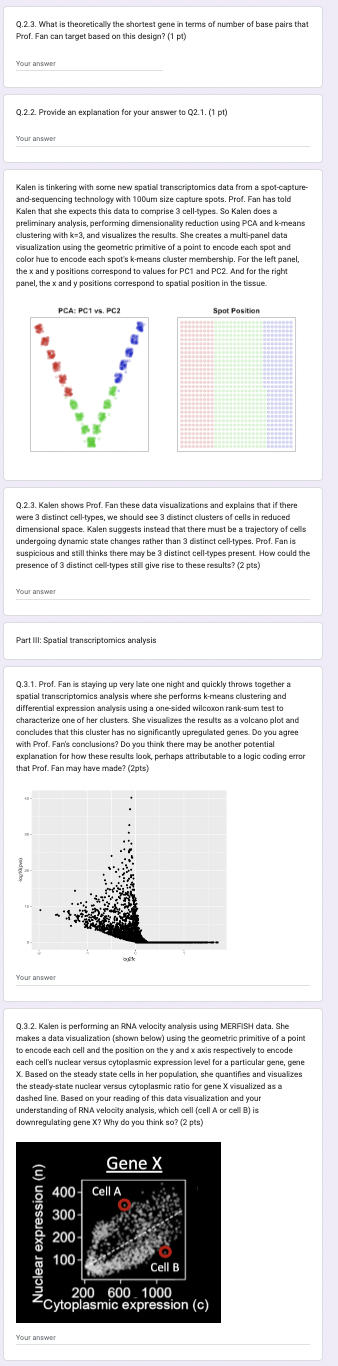 Q.2.3. What is theoretically the shortest gene in terms of number of base pairs that
Prof. Fan can target based on this design? (1 pt)
Your answer
Q.2.2. Provide an explanation for your answer to Q2.1. (1 pt)
Your answer
Kalen is tinkering with some new spatial transcriptomics data from a spot-capture-
and-sequencing technology with 100um size capture spots. Prof. Fan has told
Kalen that she expects this data to comprise 3 cell-types. So Kalen does a
preliminary analysis, performing dimensionality reduction using PCA and k-means
clustering with k=3, and visualizes the results. She creates a multi-panel data
visualization using the geometric primitive of a point to encode each spot and
color hue to encode each spot's k-means cluster membership. For the left panel,
the x and y positions correspond to values for PC1 and PC2. And for the right
panel, the x and y positions correspond to spatial position in the tissue.
PCA: PC1 vs. PC2
Spot Position
Q.2.3. Kalen shows Prof. Fan these data visualizations and explains that if there
were 3 distinct cell-types, we should see 3 distinct clusters of cells in reduced
dimensional space. Kalen suggests that there must be a trajectory of cells
undergoing dynamic state changes rather than 3 distinct cell-types. Prof. Fan is
suspicious and still thinks there may be 3 distinct cell-types present. How could the
presence of 3 distinct cell-types still give rise to these results? (2 pts)
Your answer
Part III: Spatial transcriptomics analysis
Q.3.1. Prof. Fan is staying up very late one night and quickly throws together a
spatial transcriptomics analysis where she performs k-means clustering and
differential expression analysis using a one-sided wilcoxon rank-sum test to
characterize one of her clusters. She visualizes the results as a volcano plot and
concludes that this cluster has no significantly upregulated genes. Do you agree
with Prof. Fan's conclusions? Do you think there may be another potential
explanation for how these results look, perhaps attributable to a logic coding error
that Prof. Fan may have made? (2pts)
Your answer
Q.3.2. Kalen is performing an RNA velocity analysis using MERFISH data. She
makes a data visualization (shown below) using the geometric primitive of a point
to encode each cell and the position on the y and x axis respectively to encode
each cell's nuclear versus cytoplasmic expression level for a particular gene, gene
X. Based on the steady state cells in her population, she quantifies and visualizes
the steady-state nuclear versus cytoplasmic ratio for gene X visualized as a
dashed line. Based on your reading of this data visualization and your
understanding of RNA velocity analysis, which cell (cell A or cell B) is
downregulating gene X? Why do you think so? (2 pts)
Gene X
Nuclear expression (n)
400
300
200
100
Cell A
Cell B
200 600 1000
Cytoplasmic expression (c)
Your answer